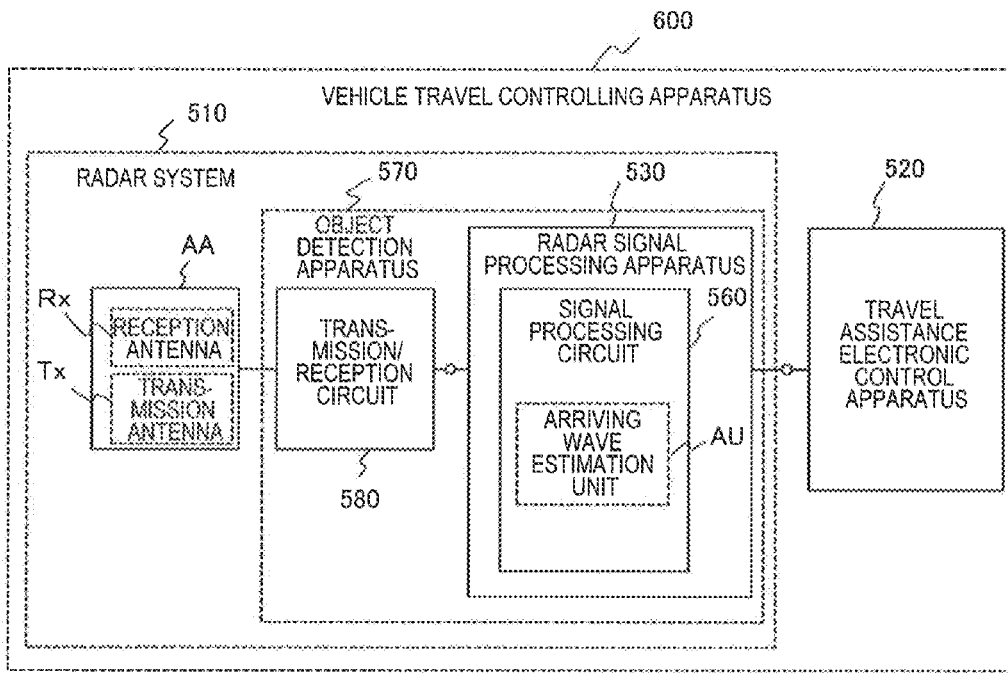 600
VEHICLE TRAVEL CONTROLLING APPARATUS
510
RADAR SYSTEM
570
530
520
OBJECT
DETECTION
APPARATUS
RADAR SIGNAL
PROCESSING APPARATUS
AA
Rx
RECEPTION
ANTENNA
Tx
TRANS-
MISSION
ANTENNA
TRANS-
MISSION/
RECEPTION
CIRCUIT
580
SIGNAL
PROCESSING
CIRCUIT
560
ARRIVING
WAVE
ESTIMATION
UNIT
AU
TRAVEL
ASSISTANCE
ELECTRONIC
CONTROL
APPARATUS